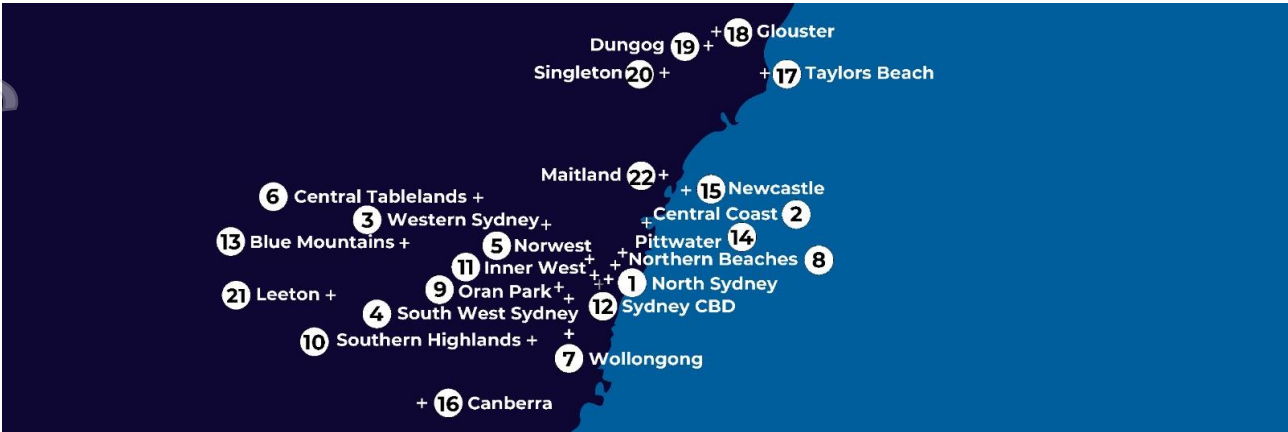 18 Glouster
Dungog 19
Singleton 20
17 Taylors Beach
Maitland 22
15 Newcastle
6 Central Tablelands
Central Coast 2
3 Western Sydney
Pittwater 14
13 Blue Mountains
5 Norwest
Northern Beaches 8
11 Inner West
1 North Sydney
9 Oran Park
21 Leeton
12 Sydney CBD
4 South West Sydney
10 Southern Highlands
7 Wollongong
16 Canberra